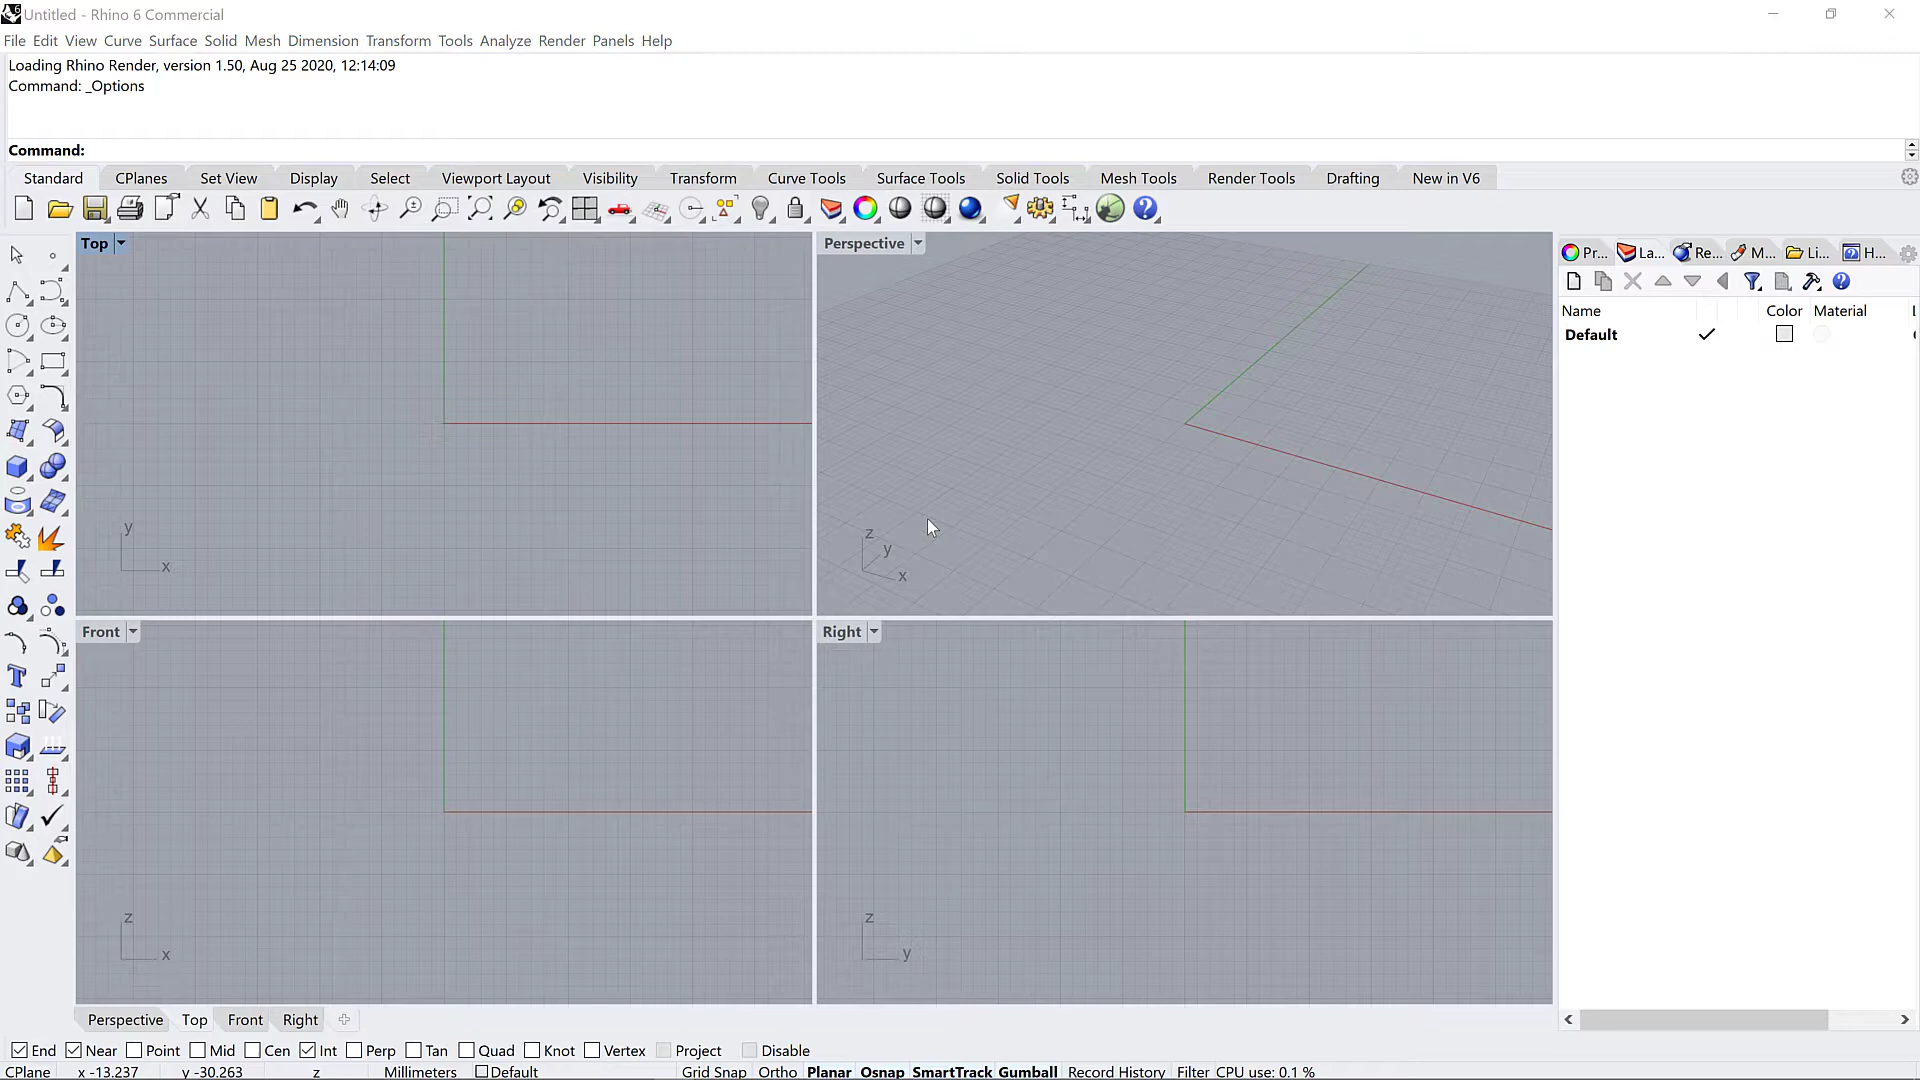 Untitled - Rhino 6 Commercial
File Edit View Curve Surface Solid Mesh Dimension Transform Tools Analyze Render Panels Help
Loading Rhino Render, version 1.50, Aug 25 2020, 12:14:09
Command: _Options
Command:
Standard CPlanes Set View Display Select Viewport Layout Visibility Transform Curve Tools Surface Tools Solid Tools Mesh Tools Render Tools Drafting New in V6
Top
Perspective
Pr... La... Re... M... Li... H...
Name Color Material
Default
y
x
z
y
x
Front
Right
z
x
z
y
Perspective Top Front Right
End Near Point Mid Cen Int Perp Tan Quad Knot Vertex Project Disable
CPlane x -13.237 y -30.263 z Millimeters Default Grid Snap Ortho Planar Osnap SmartTrack Gumball Record History Filter CPU use: 0.1 %